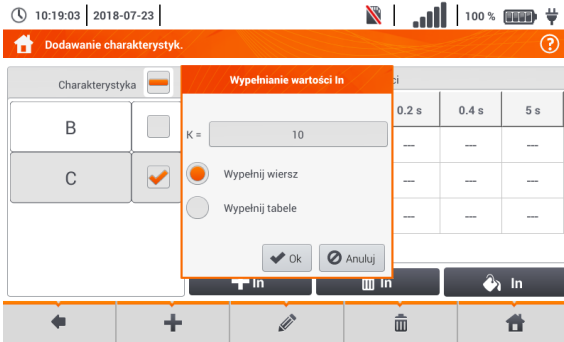 10:19:03 2018-07-23 100 %
Dodawanie charakterystyk. ?
Charakterystyka
Wypełnianie wartości In
ci
0.2 s 0.4 s 5 s
B
K = 10
--- --- ---
C
Wypełnij wiersz
--- --- ---
Wypełnij tabele
--- --- ---
Ok Anuluj
In In In